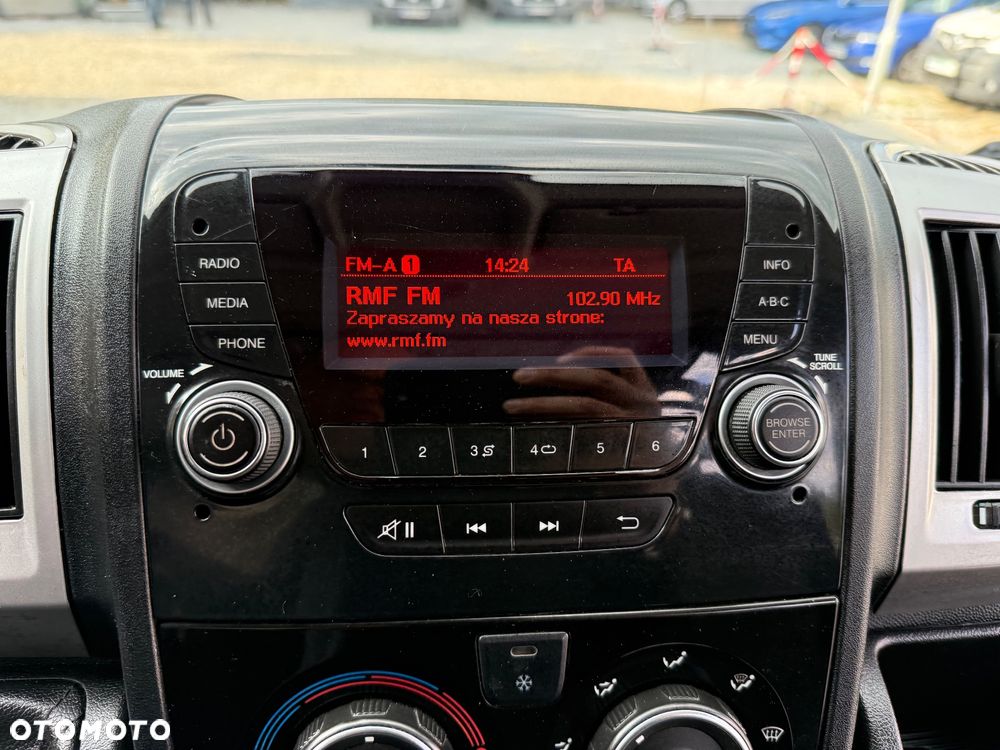 FM-A 1 14:24 TA
RMF FM 102.90 MHz
Zapraszamy na nasza strone:
www.rmf.fm
RADIO
MEDIA
PHONE
VOLUME
INFO
A·B·C
MENU
TUNE
SCROLL
BROWSE
ENTER
1 2 3 4 5 6
OTOMOTO